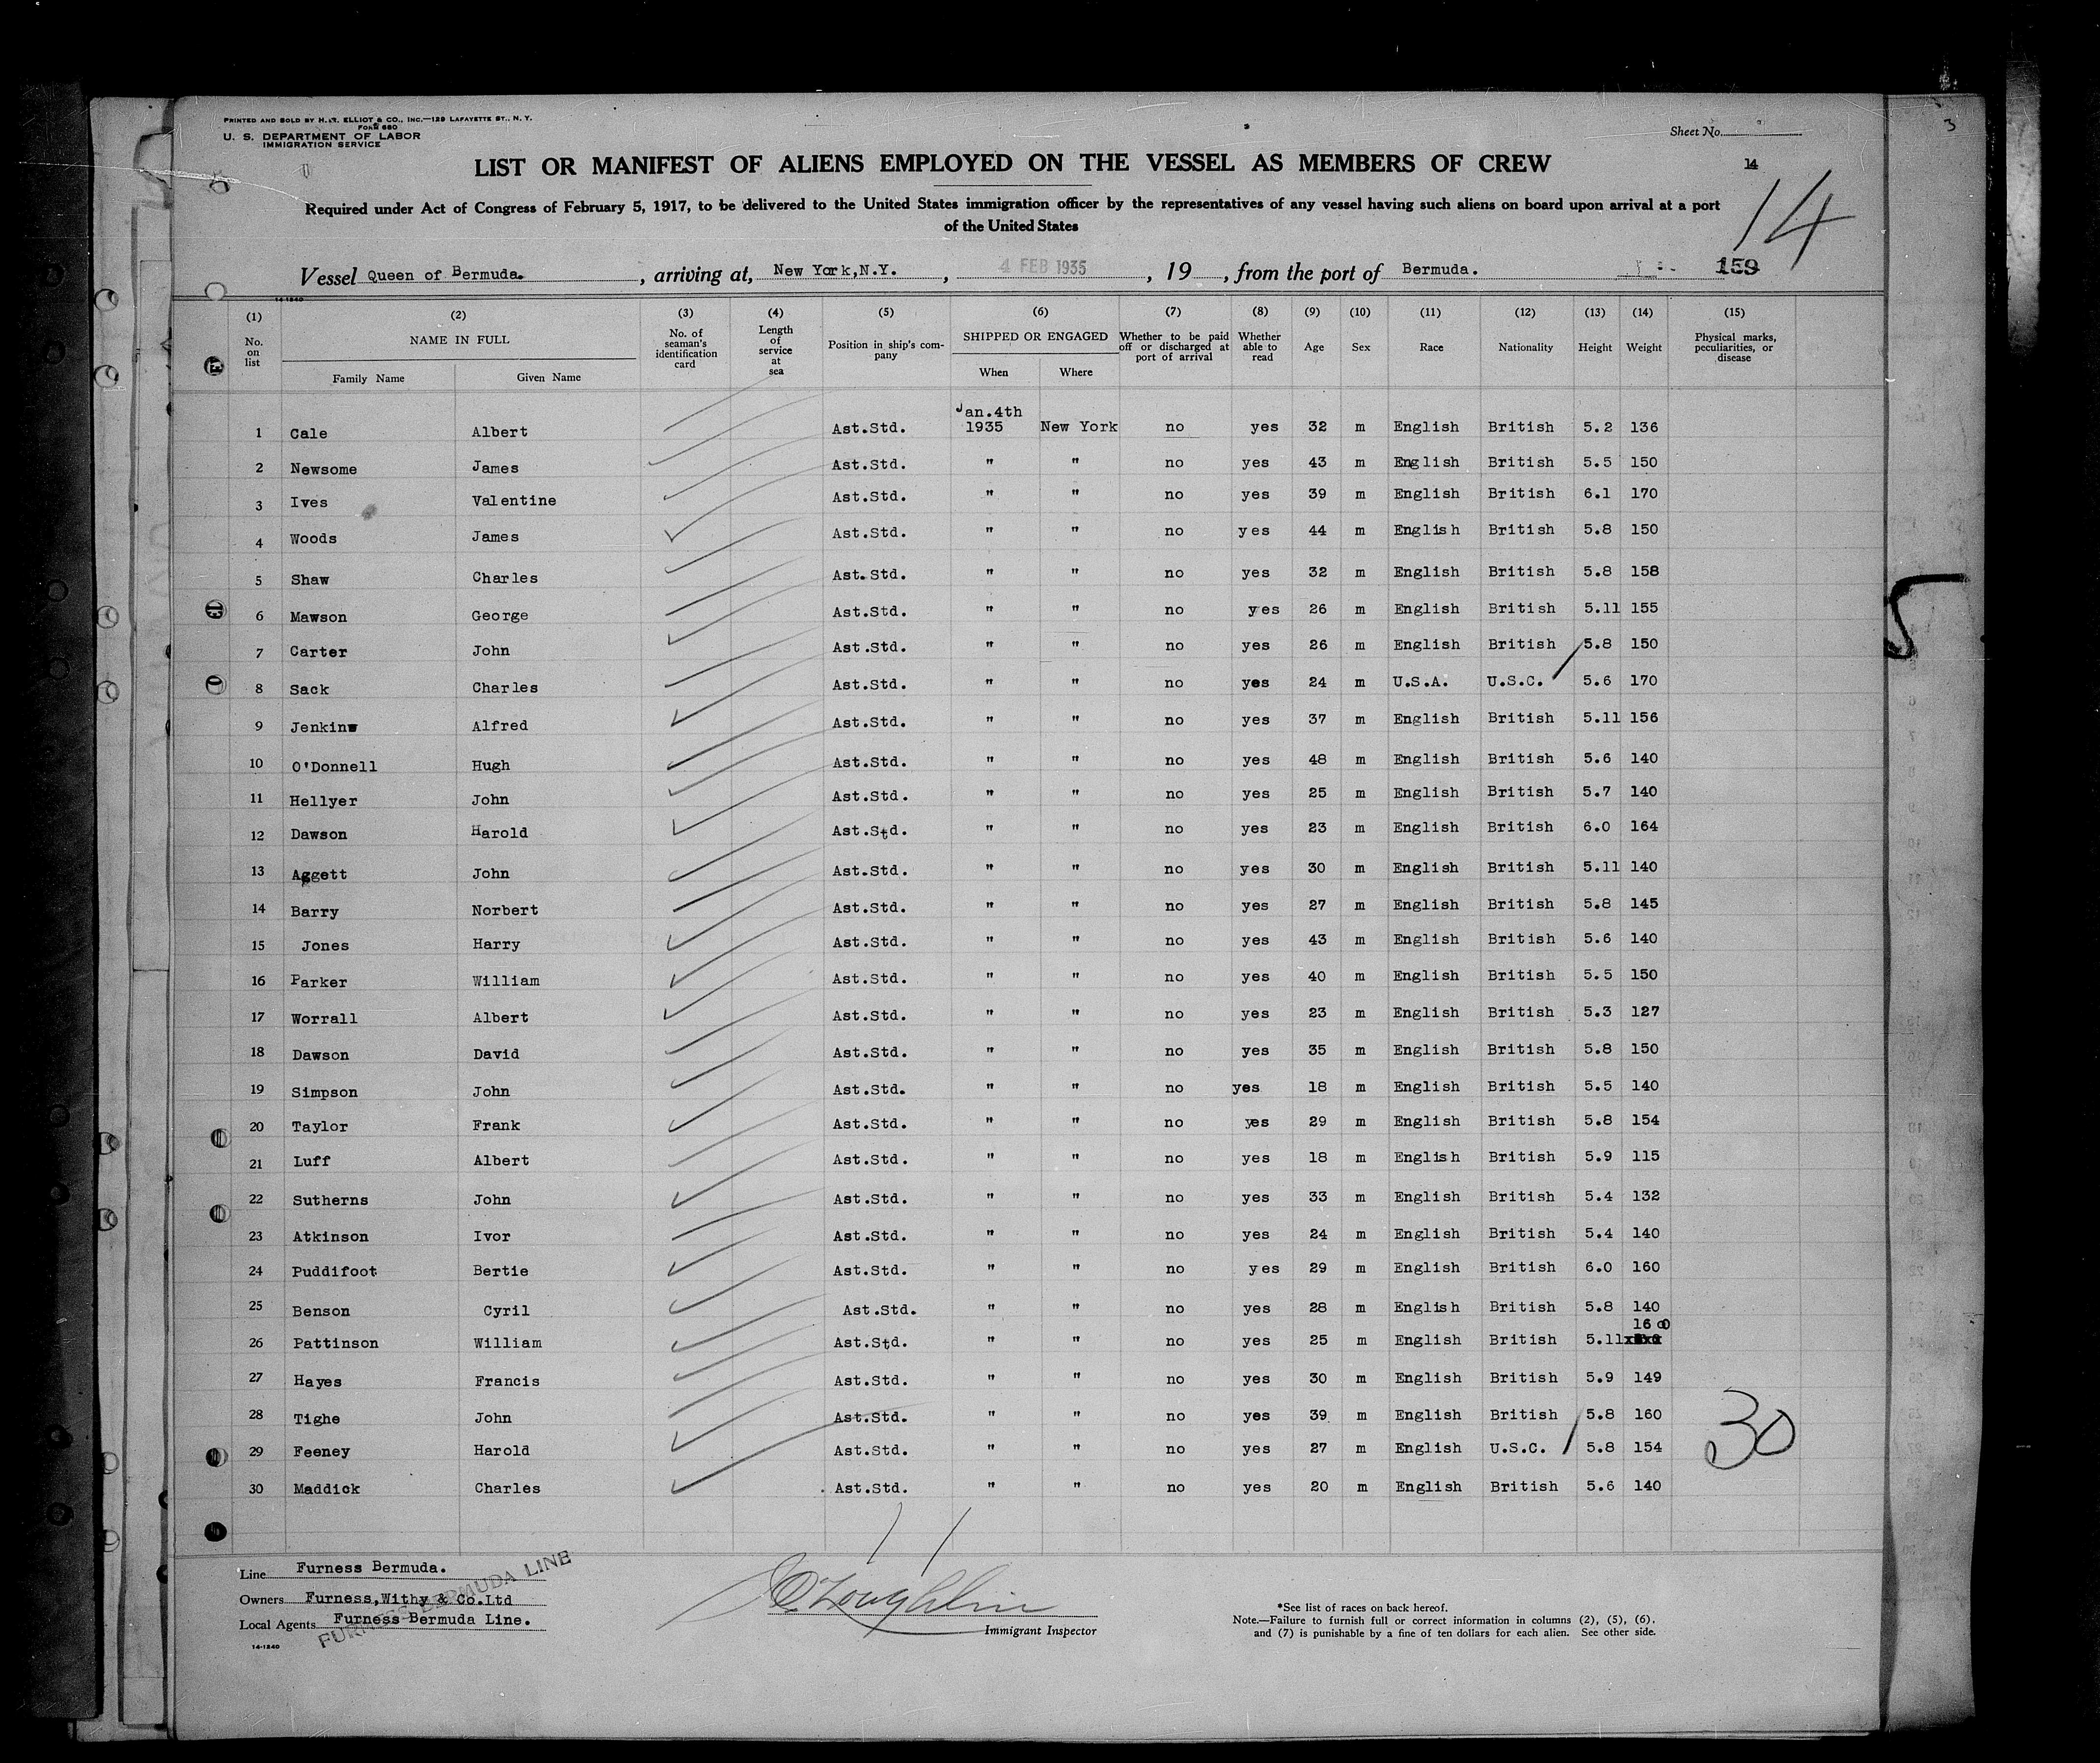 PRINTED AND SOLD BY H. R. ELLIOT & CO., INC.—129 LAFAYETTE ST., N. Y.
FORM 680
U. S. DEPARTMENT OF LABOR
IMMIGRATION SERVICE
Sheet No.
3
LIST OR MANIFEST OF ALIENS EMPLOYED ON THE VESSEL AS MEMBERS OF CREW
14
14
Required under Act of Congress of February 5, 1917, to be delivered to the United States immigration officer by the representatives of any vessel having such aliens on board upon arrival at a port
of the United States
Vessel Queen of Bermuda. , arriving at, New York,N.Y. , 4 FEB 1935 , 19 , from the port of Bermuda. 159
14-1240
(1) (2) (3) (4) (5) (6) (7) (8) (9) (10) (11) (12) (13) (14) (15)
No. on list NAME IN FULL Family Name Given Name No. of seaman's identification card Length of service at sea Position in ship's company SHIPPED OR ENGAGED When Where Whether to be paid off or discharged at port of arrival Whether able to read Age Sex Race Nationality Height Weight Physical marks, peculiarities, or disease
1 Cale Albert Ast.Std. Jan.4th 1935 New York no yes 32 m English British 5.2 136
2 Newsome James Ast.Std. " " no yes 43 m English British 5.5 150
3 Ives Valentine Ast.Std. " " no yes 39 m English British 6.1 170
4 Woods James Ast.Std. " " no yes 44 m English British 5.8 150
5 Shaw Charles Ast.Std. " " no yes 32 m English British 5.8 158
6 Mawson George Ast.Std. " " no yes 26 m English British 5.11 155
7 Carter John Ast.Std. " " no yes 26 m English British 5.8 150
8 Sack Charles Ast.Std. " " no yes 24 m U.S.A. U.S.C. 5.6 170
9 Jenkins Alfred Ast.Std. " " no yes 37 m English British 5.11 156
10 O'Donnell Hugh Ast.Std. " " no yes 48 m English British 5.6 140
11 Hellyer John Ast.Std. " " no yes 25 m English British 5.7 140
12 Dawson Harold Ast.Std. " " no yes 23 m English British 6.0 164
13 Aggett John Ast.Std. " " no yes 30 m English British 5.11 140
14 Barry Norbert Ast.Std. " " no yes 27 m English British 5.8 145
15 Jones Harry Ast.Std. " " no yes 43 m English British 5.6 140
16 Parker William Ast.Std. " " no yes 40 m English British 5.5 150
17 Worrall Albert Ast.Std. " " no yes 23 m English British 5.3 127
18 Dawson David Ast.Std. " " no yes 35 m English British 5.8 150
19 Simpson John Ast.Std. " " no yes 18 m English British 5.5 140
20 Taylor Frank Ast.Std. " " no yes 29 m English British 5.8 154
21 Luff Albert Ast.Std. " " no yes 18 m English British 5.9 115
22 Sutherns John Ast.Std. " " no yes 33 m English British 5.4 132
23 Atkinson Ivor Ast.Std. " " no yes 24 m English British 5.4 140
24 Puddifoot Bertie Ast.Std. " " no yes 29 m English British 6.0 160
25 Benson Cyril Ast.Std. " " no yes 28 m English British 5.8 140
26 Pattinson William Ast.Std. " " no yes 25 m English British 5.11 160
27 Hayes Francis Ast.Std. " " no yes 30 m English British 5.9 149
28 Tighe John Ast.Std. " " no yes 39 m English British 5.8 160
29 Feeney Harold Ast.Std. " " no yes 27 m English U.S.C. 5.8 154
30 Maddick Charles Ast.Std. " " no yes 20 m English British 5.6 140
30
Line Furness Bermuda.
Owners Furness,Withy & Co.Ltd
Local Agents Furness Bermuda Line.
FURNESS BERMUDA LINE
14-1240
O'Loughlin
Immigrant Inspector
*See list of races on back hereof.
Note.—Failure to furnish full or correct information in columns (2), (5), (6),
and (7) is punishable by a fine of ten dollars for each alien. See other side.